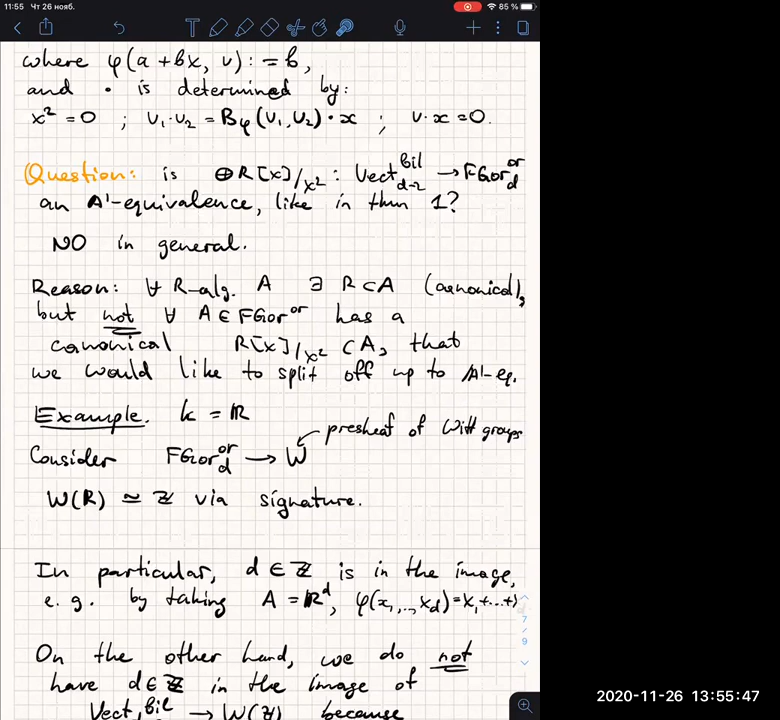 11:55 Чт 26 нояб.
85 %
where φ(a + bx, v) := b,
and · is determined by:
x² = 0 ; v₁·v₂ = Bφ(v₁,v₂)·x ; v·x = 0.
Question: is ⊕R[x]/x² : Vect^bil_d-2 → FGor^or_d
an A¹-equivalence, like in thm 1?
NO in general.
Reason: ∀ R-alg. A ∃ R ⊂ A (canonical),
but not ∀ A ∈ FGor^or has a
canonical R[x]/x² ⊂ A, that
we would like to split off up to A¹-eq.
Example. k = R
presheaf of Witt groups
Consider FGor^or_d → W
W(R) ≃ Z via signature.
In particular, d ∈ Z is in the image,
e.g. by taking A = R^d, φ(x₁,..,x_d) = x₁+...+
7
/
9
On the other hand, we do not
have d ∈ Z in the image of
Vect^bil → W(Z) because
2020-11-26 13:55:47